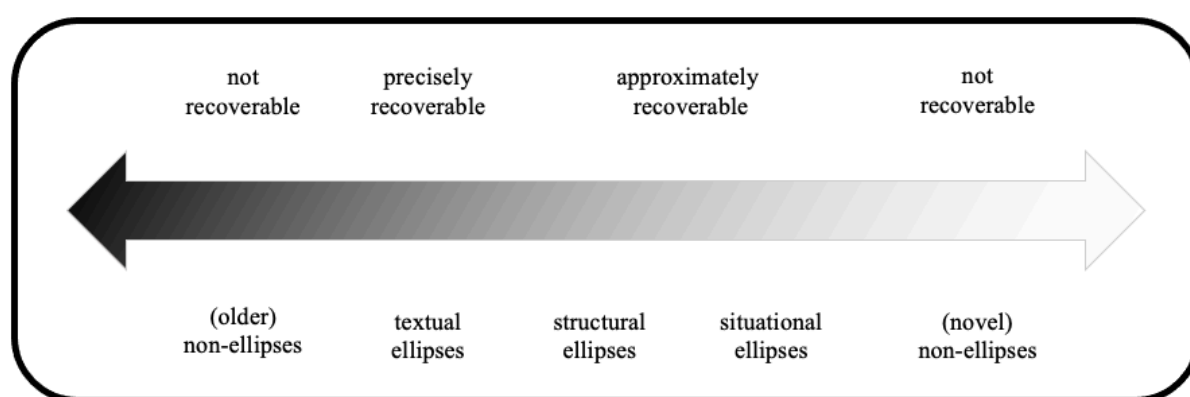 not
recoverable
precisely
recoverable
approximately
recoverable
not
recoverable
(older)
non-ellipses
textual
ellipses
structural
ellipses
situational
ellipses
(novel)
non-ellipses